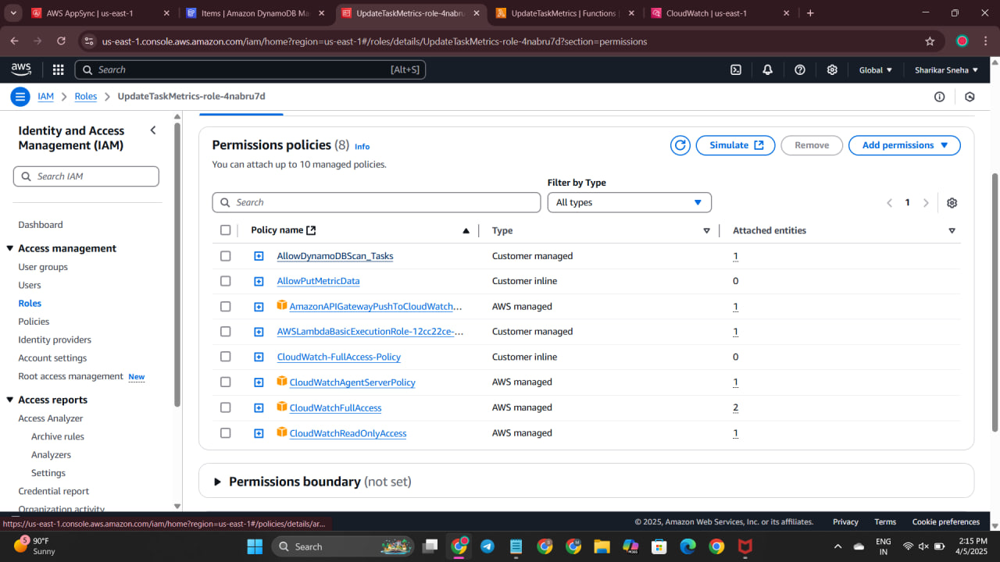 AWS AppSync | us-east-1
Items | Amazon DynamoDB Ma
UpdateTaskMetrics-role-4nabru
UpdateTaskMetrics | Functions
CloudWatch | us-east-1
us-east-1.console.aws.amazon.com/iam/home?region=us-east-1#/roles/details/UpdateTaskMetrics-role-4nabru7d?section=permissions
aws
Search
[Alt+S]
Global
Sharikar Sneha
IAM
Roles
UpdateTaskMetrics-role-4nabru7d
Identity and Access
Management (IAM)
Search IAM
Dashboard
Access management
User groups
Users
Roles
Policies
Identity providers
Account settings
Root access management New
Access reports
Access Analyzer
Archive rules
Analyzers
Settings
Credential report
Organization activity
Permissions policies (8) Info
You can attach up to 10 managed policies.
Simulate
Remove
Add permissions
Filter by Type
Search
All types
1
Policy name Type Attached entities
AllowDynamoDBScan_Tasks Customer managed 1
AllowPutMetricData Customer inline 0
AmazonAPIGatewayPushToCloudWatch... AWS managed 1
AWSLambdaBasicExecutionRole-12cc22ce-... Customer managed 1
CloudWatch-FullAccess-Policy Customer inline 0
CloudWatchAgentServerPolicy AWS managed 1
CloudWatchFullAccess AWS managed 2
CloudWatchReadOnlyAccess AWS managed 1
Permissions boundary (not set)
https://us-east-1.console.aws.amazon.com/iam/home?region=us-east-1#/policies/details/ar...
© 2025, Amazon Web Services, Inc. or its affiliates.
Privacy
Terms
Cookie preferences
5
90°F
Sunny
Search
M365
ENG
IN
2:15 PM
4/5/2025